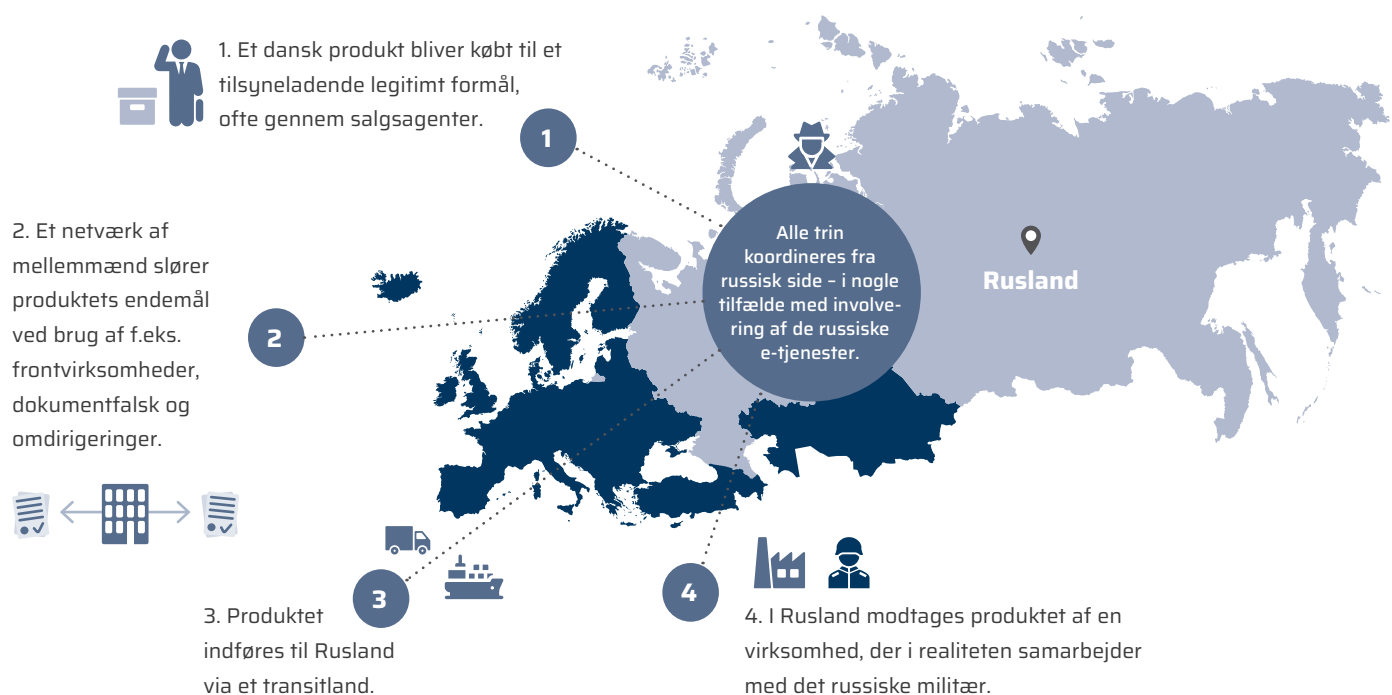 1. Et dansk produkt bliver købt til et
tilsyneladende legitimt formål,
ofte gennem salgsagenter.
1
2. Et netværk af
mellemmænd slører
produktets endemål
ved brug af f.eks.
frontvirksomheder,
dokumentfalsk og
omdirigeringer.
2
Alle trin
koordineres fra
russisk side – i nogle
tilfælde med involve-
ring af de russiske
e-tjenester.
Rusland
3
3. Produktet
indføres til Rusland
via et transitland.
4
4. I Rusland modtages produktet af en
virksomhed, der i realiteten samarbejder
med det russiske militær.